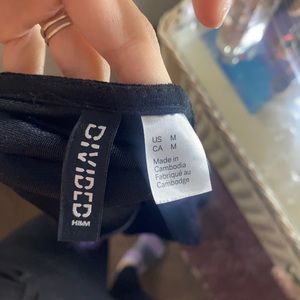 DIVIDED
H&M
US M
CA M
Made in
Cambodia
Fabriqué au
Cambodge